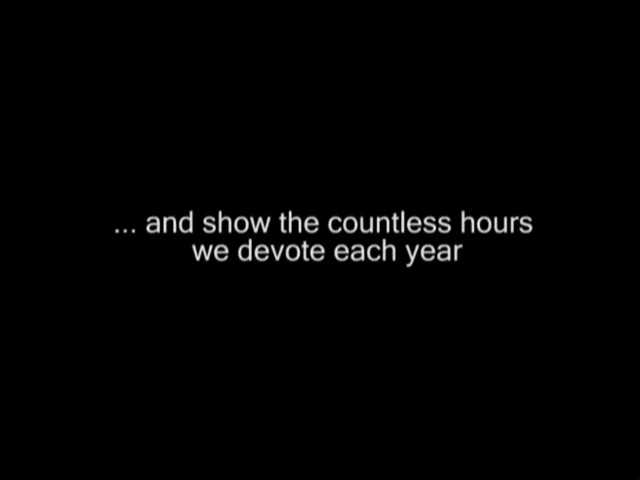 ... and show the countless hours
we devote each year